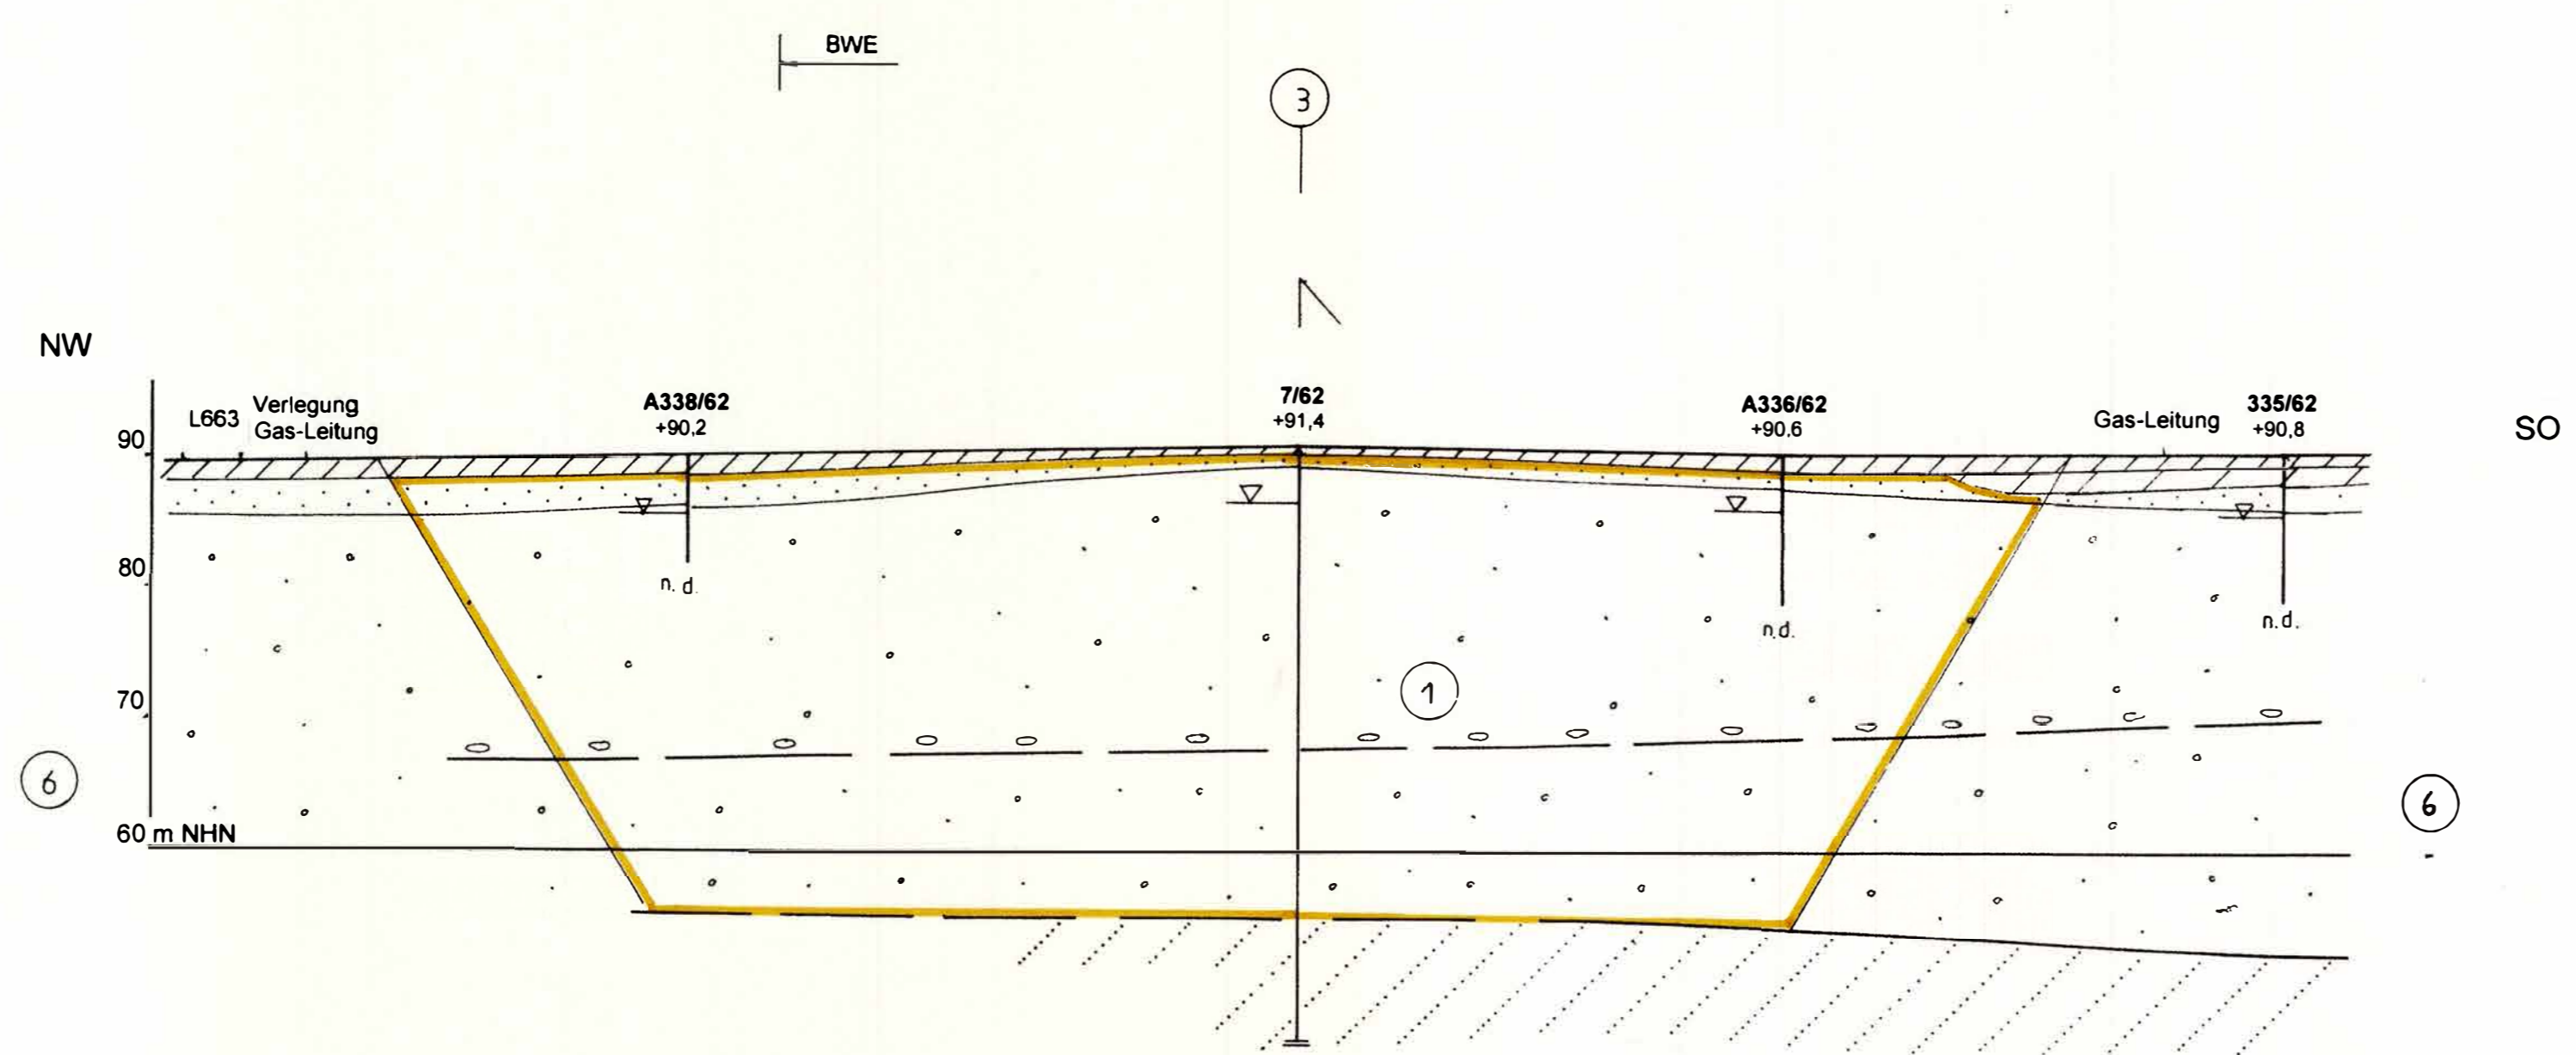 BWE
3
NW
L663
Verlegung
Gas-Leitung
A338/62
+90,2
7/62
+91,4
A336/62
+90.6
Gas-Leitung
335/62
+90,8
SO
90
80
n. d.
n.d.
n.d.
70
1
6
6
60 m NHN